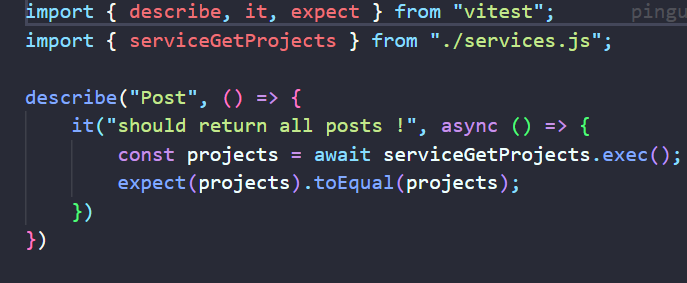 import { describe, it, expect } from "vitest"; pingu
import { serviceGetProjects } from "./services.js";
describe("Post", () => {
it("should return all posts !", async () => {
const projects = await serviceGetProjects.exec();
expect(projects).toEqual(projects);
})
})